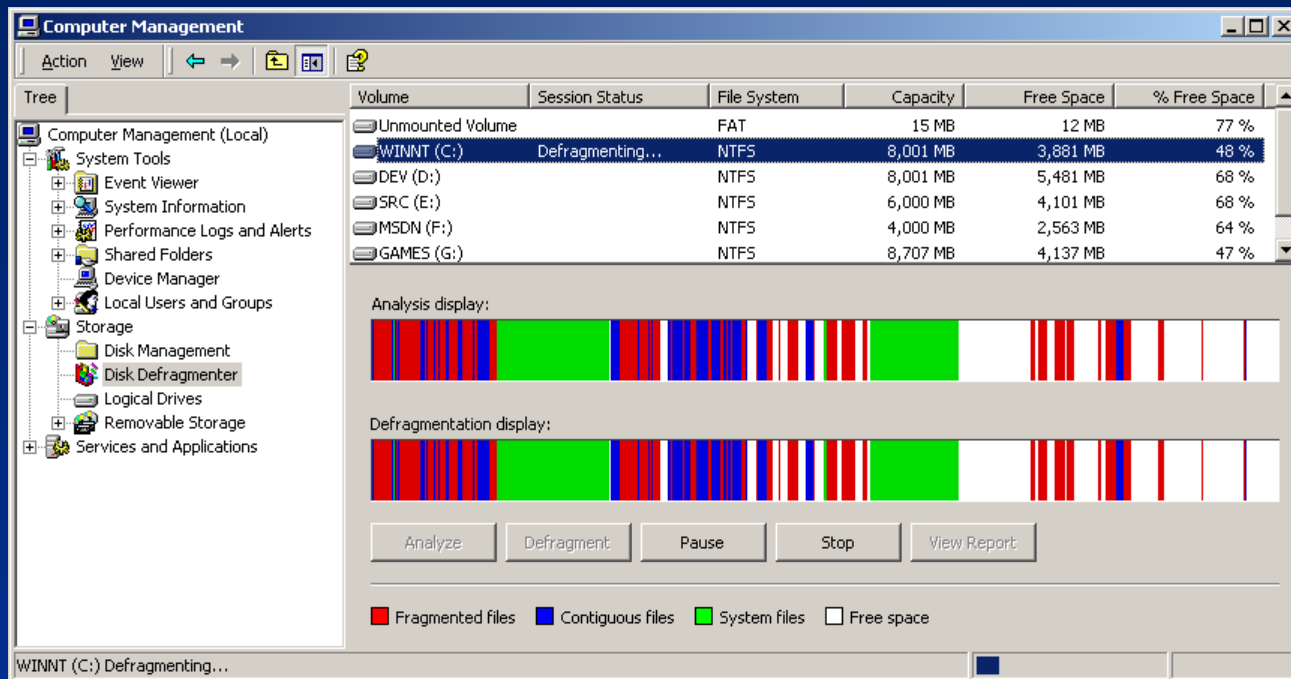 Computer Management
Action View
Tree
Volume Session Status File System Capacity Free Space % Free Space
Computer Management (Local)
System Tools
Event Viewer
System Information
Performance Logs and Alerts
Shared Folders
Device Manager
Local Users and Groups
Storage
Disk Management
Disk Defragmenter
Logical Drives
Removable Storage
Services and Applications
Unmounted Volume FAT 15 MB 12 MB 77 %
WINNT (C:) Defragmenting... NTFS 8,001 MB 3,881 MB 48 %
DEV (D:) NTFS 8,001 MB 5,481 MB 68 %
SRC (E:) NTFS 6,000 MB 4,101 MB 68 %
MSDN (F:) NTFS 4,000 MB 2,563 MB 64 %
GAMES (G:) NTFS 8,707 MB 4,137 MB 47 %
Analysis display:
Defragmentation display:
Analyze Defragment Pause Stop View Report
Fragmented files Contiguous files System files Free space
WINNT (C:) Defragmenting...